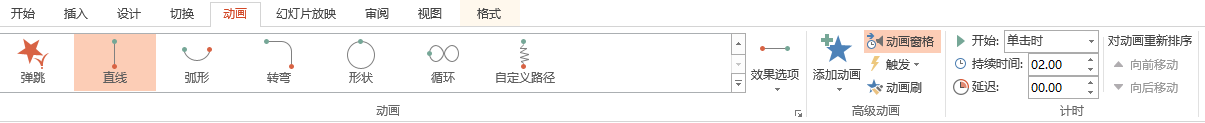 开始 插入 设计 切换 动画 幻灯片放映 审阅 视图 格式
弹跳 直线 弧形 转弯 形状 循环 自定义路径
效果选项
添加动画
动画窗格
触发
动画刷
开始: 单击时
持续时间: 02.00
延迟: 00.00
对动画重新排序
向前移动
向后移动
动画 高级动画 计时